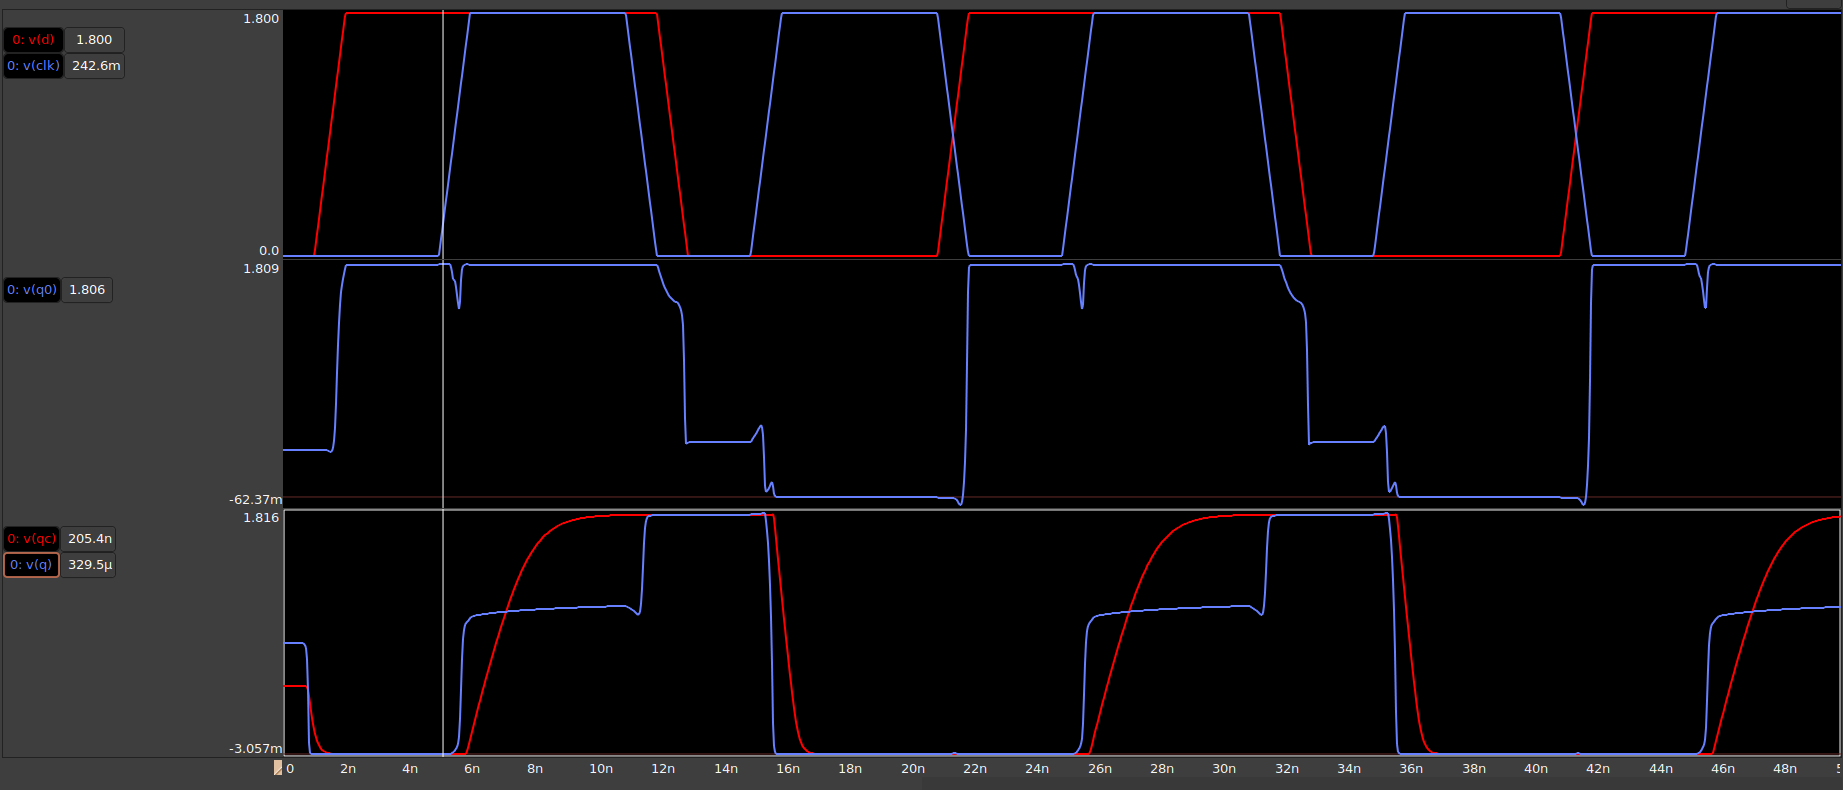 1.800
0: v(d) 1.800
0: v(clk) 242.6m
0.0
1.809
0: v(q0) 1.806
-62.37m
1.816
0: v(qc) 205.4n
0: v(q) 329.5µ
-3.057m
0 2n 4n 6n 8n 10n 12n 14n 16n 18n 20n 22n 24n 26n 28n 30n 32n 34n 36n 38n 40n 42n 44n 46n 48n